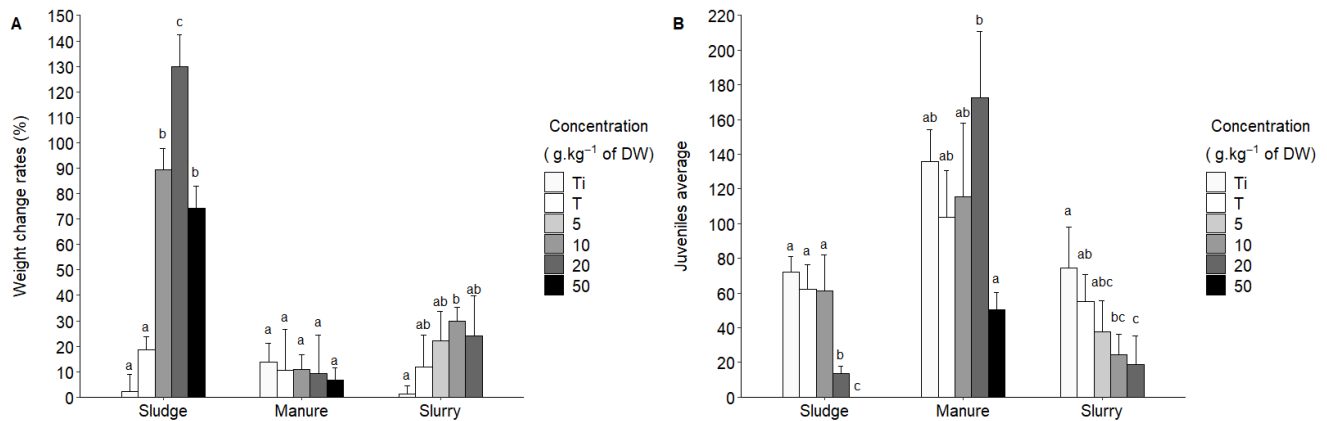 A
Weight change rates (%)
150
140
130
120
110
100
90
80
70
60
50
40
30
20
10
0
a
a
b
c
b
a
a
a
a
a
a
ab
ab
b
ab
Sludge Manure Slurry
Concentration
( g.kg⁻¹ of DW)
Ti
T
5
10
20
50
B
Juveniles average
220
200
180
160
140
120
100
80
60
40
20
0
a
a
a
b
c
ab
ab
ab
b
a
a
ab
abc
bc
c
Sludge Manure Slurry
Concentration
( g.kg⁻¹ of DW)
Ti
T
5
10
20
50